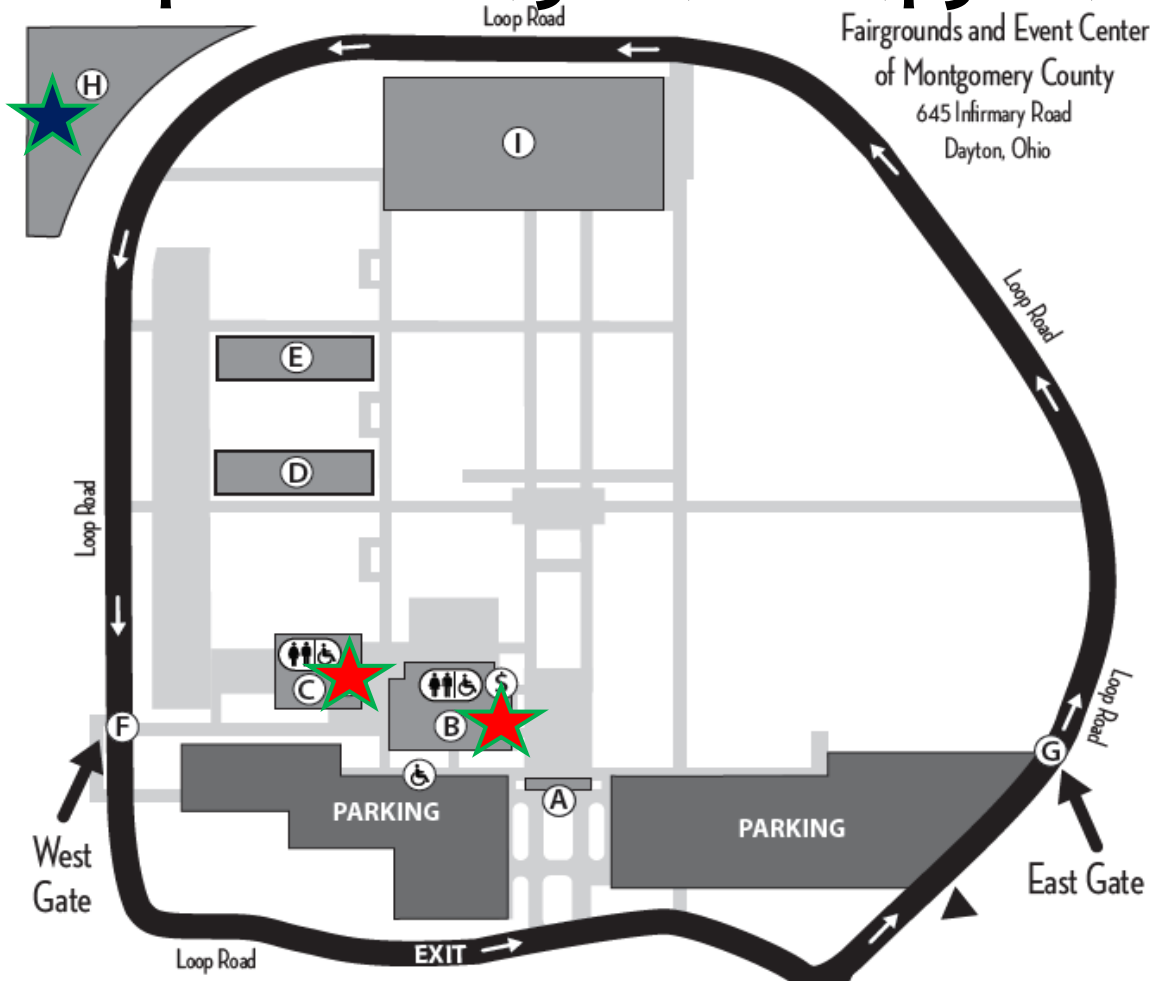 Loop Road
Fairgrounds and Event Center
of Montgomery County
645 Infirmary Road
Dayton, Ohio
H
I
Loop Road
E
D
Loop Road
C
$
B
F
G
Loop Road
A
PARKING
PARKING
West
Gate
East Gate
EXIT
Loop Road